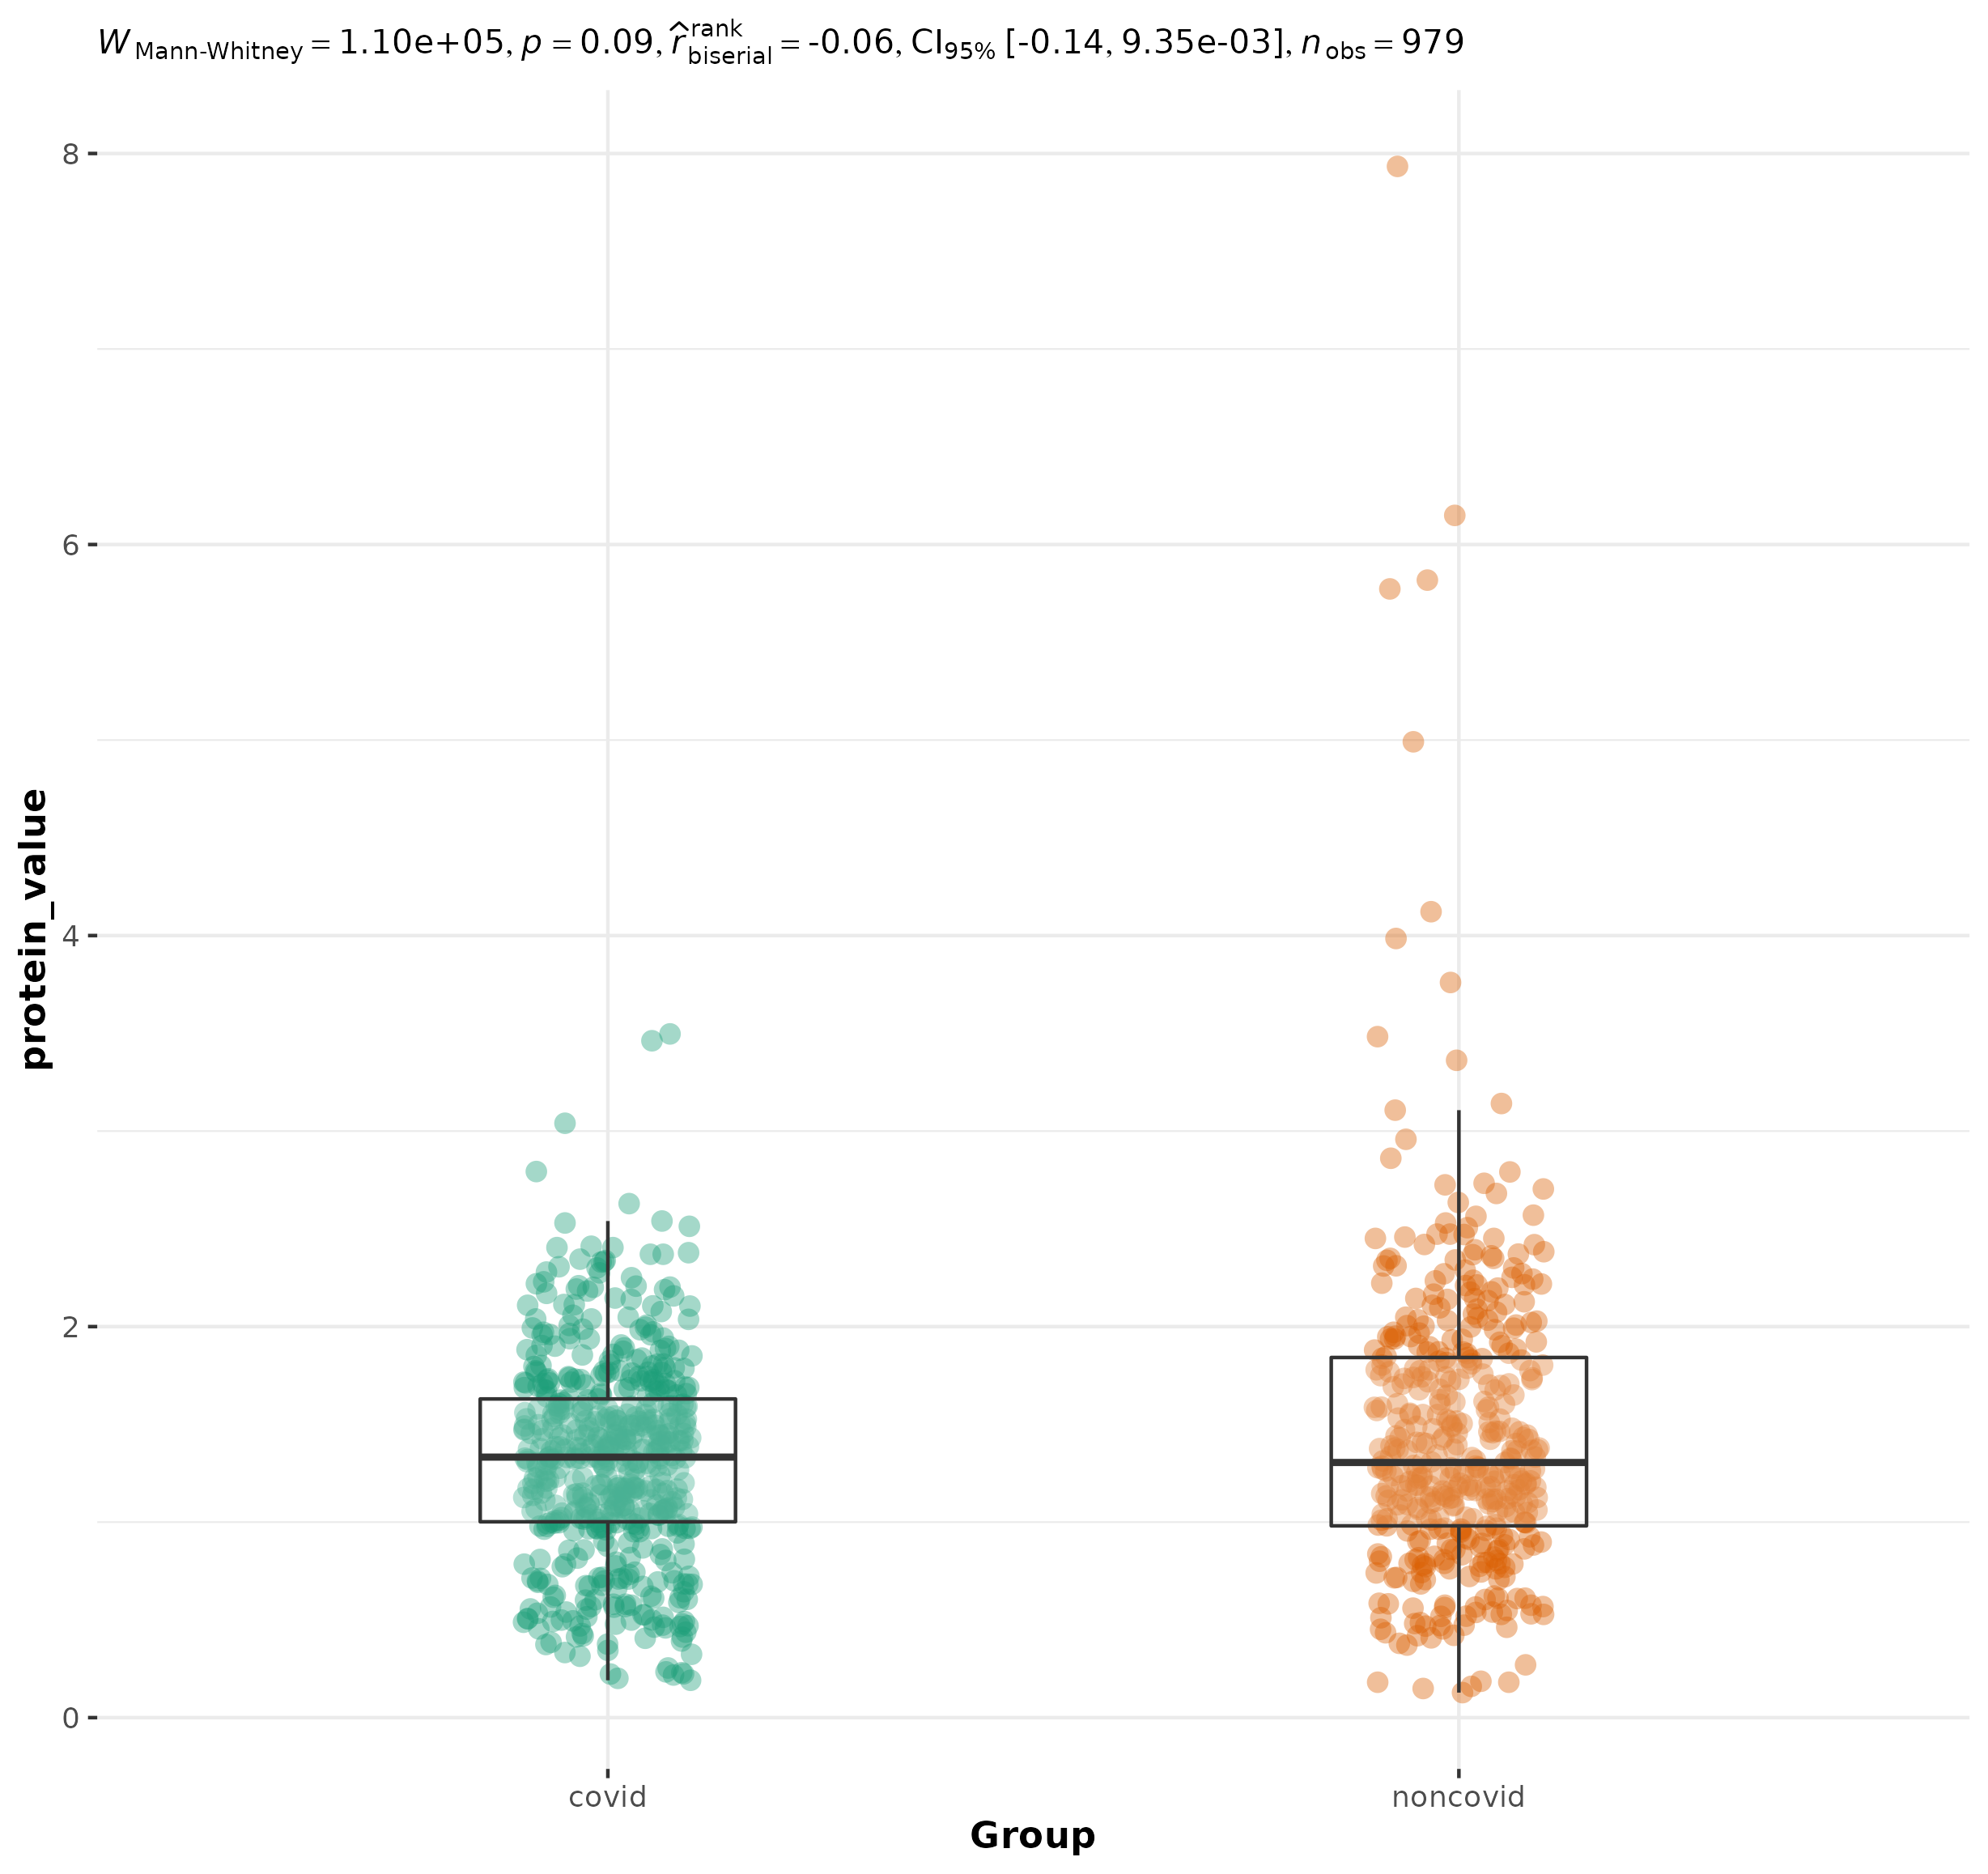 W Mann-Whitney = 1.10e+05, p = 0.09, r̂ rank biserial = -0.06, CI95% [-0.14, 9.35e-03], n obs = 979
8
6
4
2
0
protein_value
covid noncovid
Group